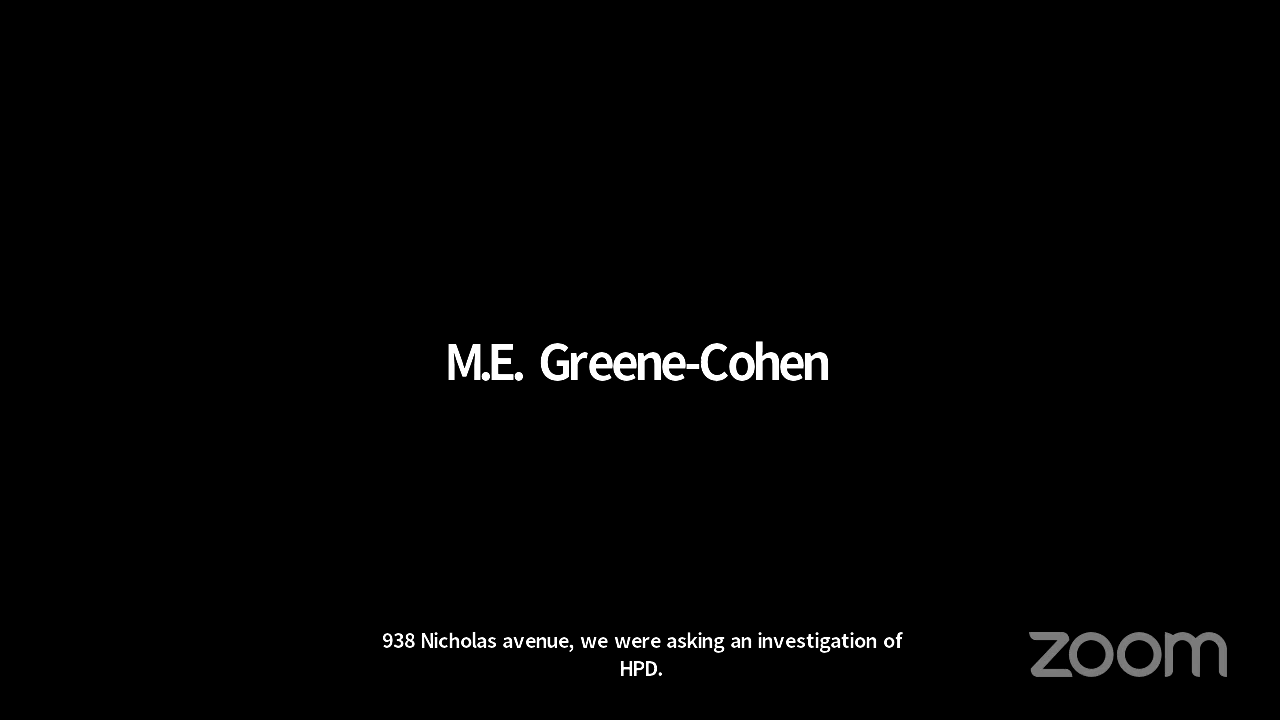 M.E. Greene-Cohen
938 Nicholas avenue, we were asking an investigation of
HPD.
zoom